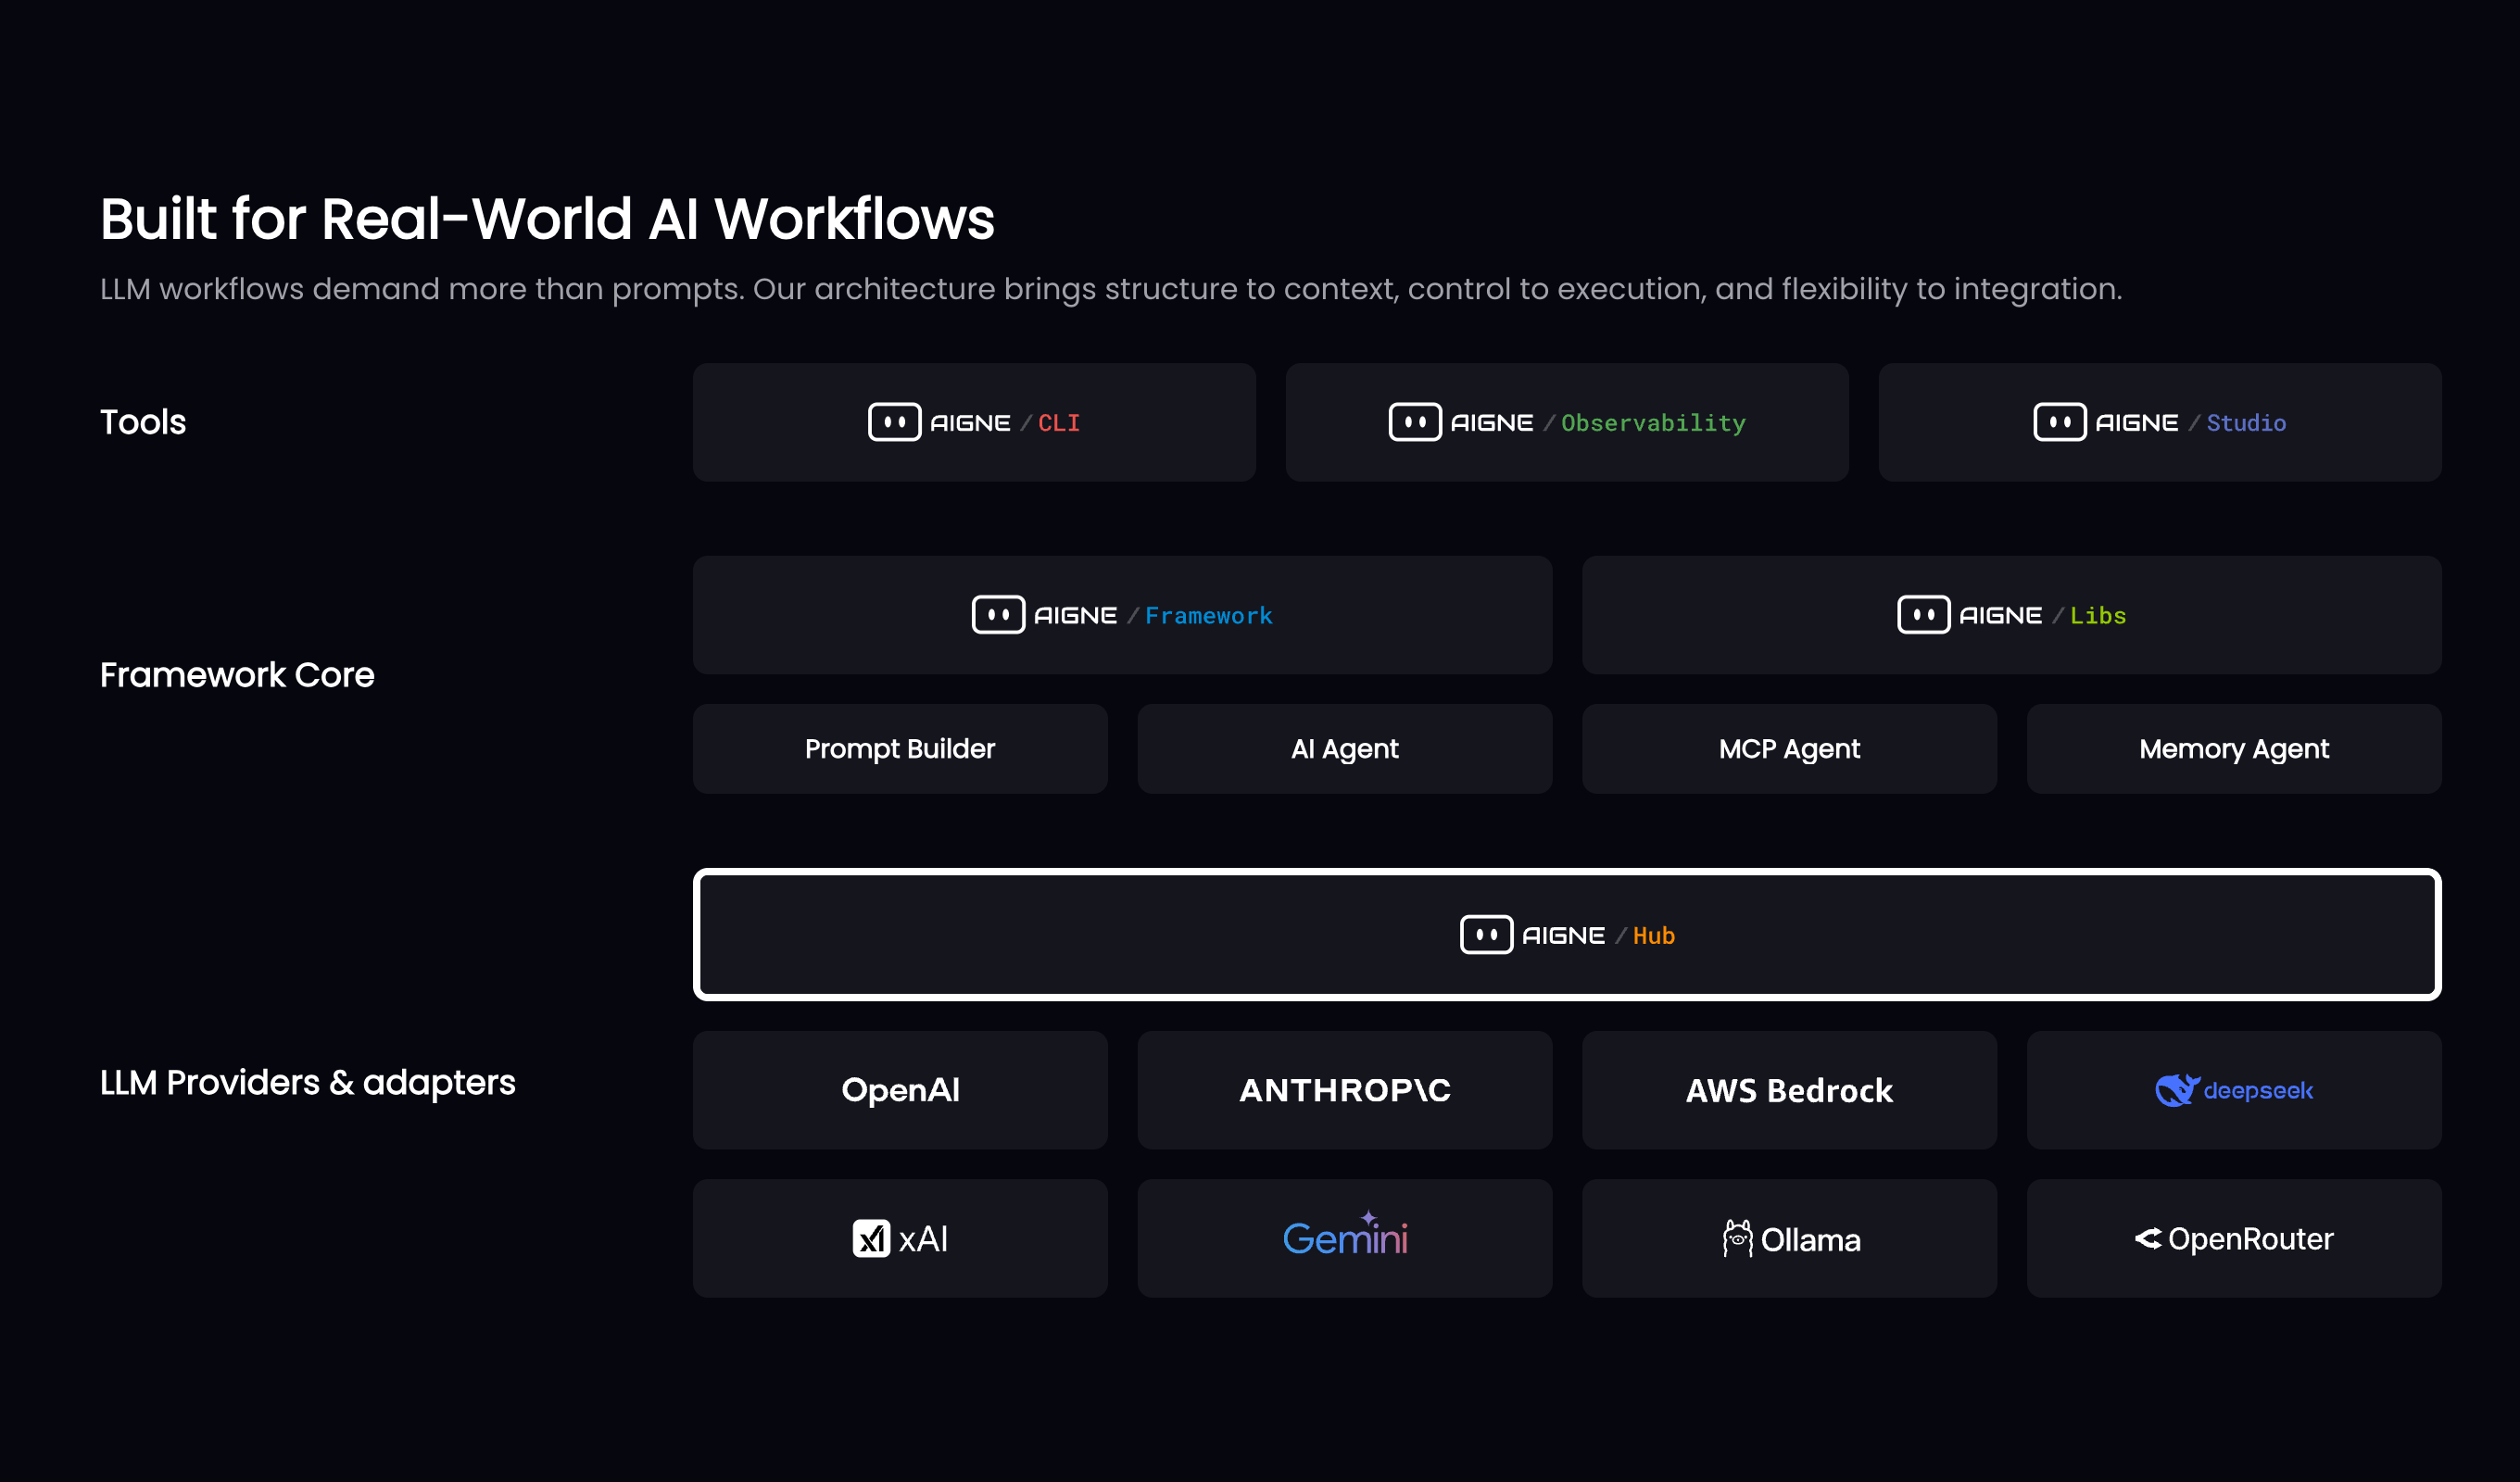 Built for Real-World AI Workflows
LLM workflows demand more than prompts. Our architecture brings structure to context, control to execution, and flexibility to integration.
Tools
AIGNE / CLI
AIGNE / Observability
AIGNE / Studio
Framework Core
AIGNE / Framework
AIGNE / Libs
Prompt Builder
AI Agent
MCP Agent
Memory Agent
LLM Providers & adapters
AIGNE / Hub
OpenAI
ANTHROP\C
AWS Bedrock
deepseek
xAI
Gemini
Ollama
OpenRouter